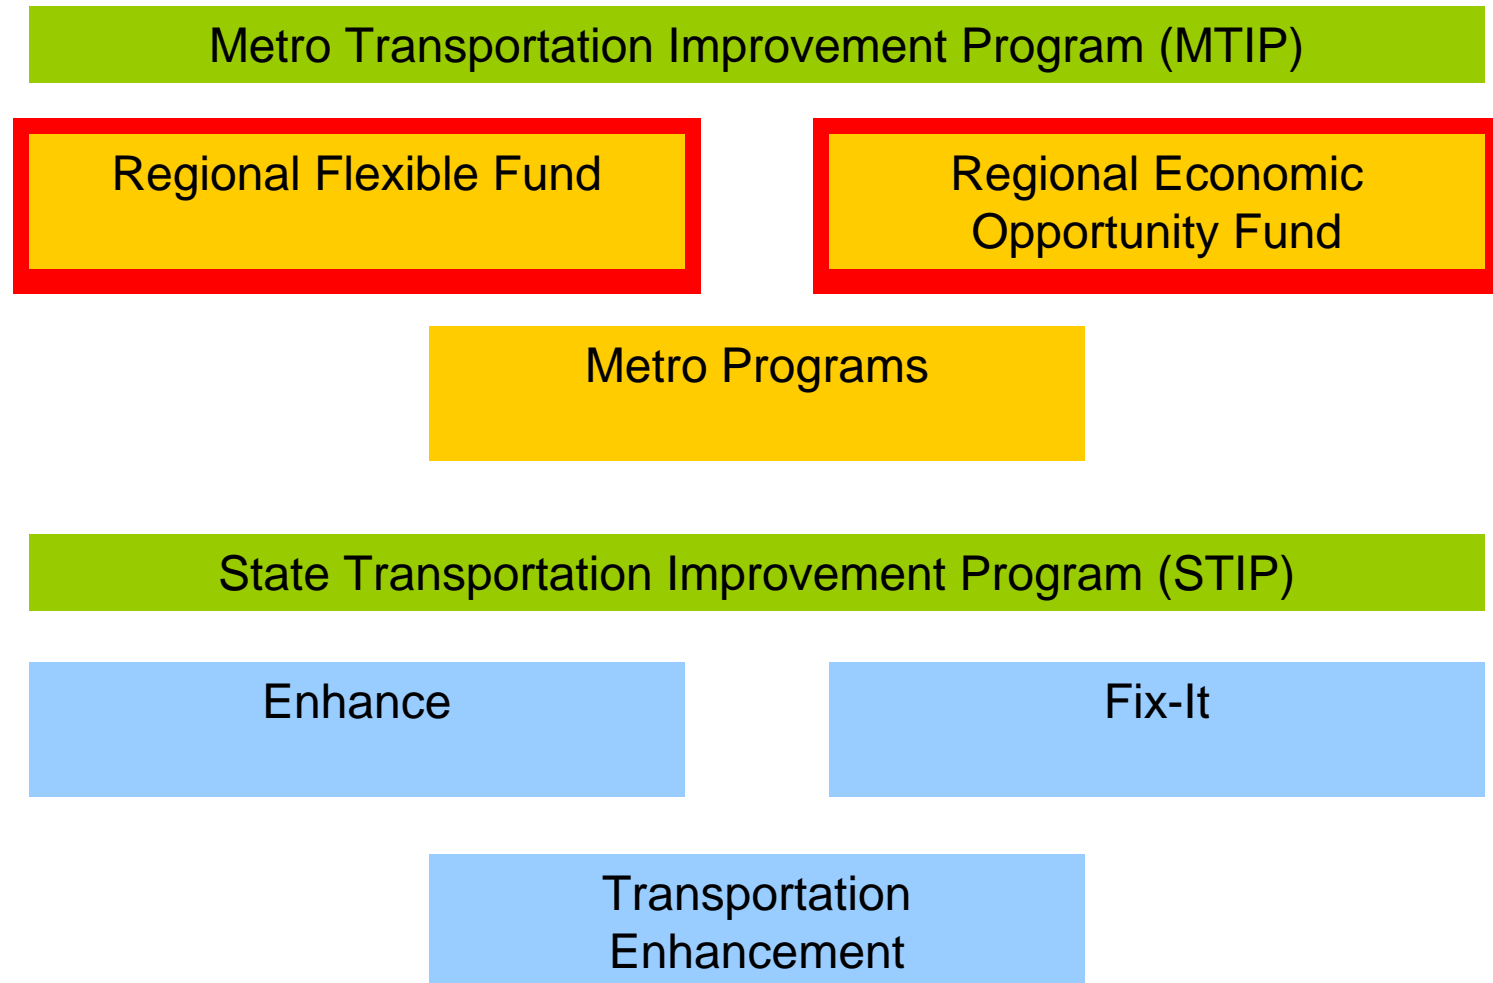 Metro Transportation Improvement Program (MTIP)
Regional Flexible Fund
Regional Economic
Opportunity Fund
Metro Programs
State Transportation Improvement Program (STIP)
Enhance
Fix-It
Transportation
Enhancement